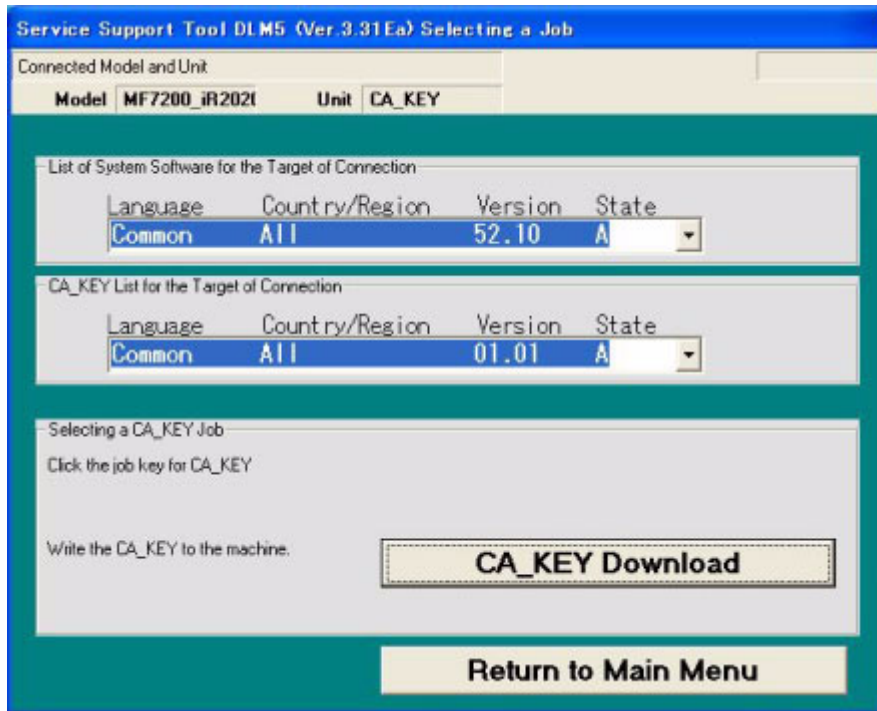 Service Support Tool DLM5 (Ver.3.31Ea) Selecting a Job
Connected Model and Unit
Model MF7200_iR202( Unit CA_KEY
List of System Software for the Target of Connection
Language Country/Region Version State
Common All 52.10 A
CA_KEY List for the Target of Connection
Language Country/Region Version State
Common All 01.01 A
Selecting a CA_KEY Job
Click the job key for CA_KEY
Write the CA_KEY to the machine.
CA_KEY Download
Return to Main Menu